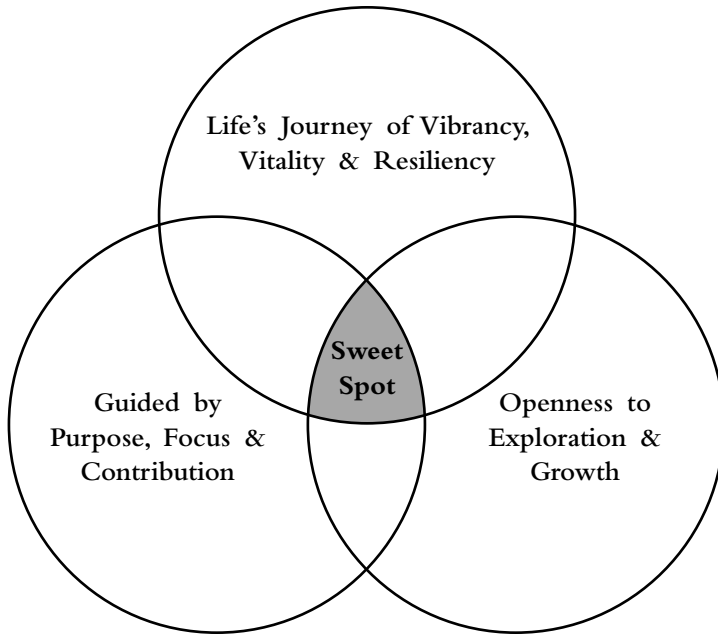 Life's Journey of Vibrancy,
Vitality & Resiliency
Sweet
Spot
Guided by
Purpose, Focus &
Contribution
Openness to
Exploration &
Growth